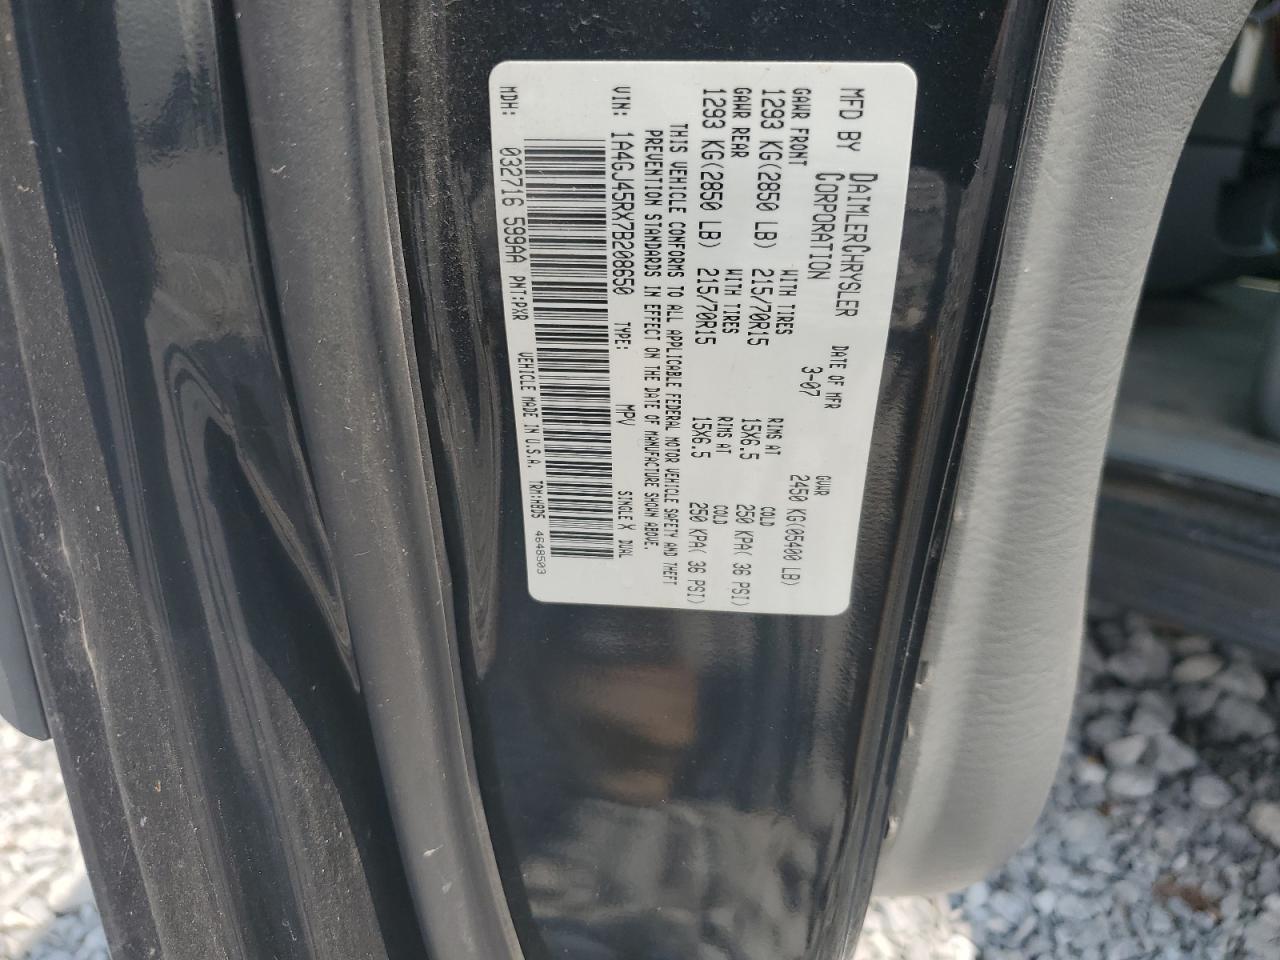 MFD BY DAIMLERCHRYSLER CORPORATION
DATE OF MFR
3-07
GVWR
2450 KG(05400 LB)
GAWR FRONT WITH TIRES RIMS AT COLD
1293 KG(2850 LB) 215/70R15 15X6.5 250 KPA( 36 PSI)
GAWR REAR WITH TIRES RIMS AT COLD
1293 KG(2850 LB) 215/70R15 15X6.5 250 KPA( 36 PSI)
THIS VEHICLE CONFORMS TO ALL APPLICABLE FEDERAL MOTOR VEHICLE SAFETY AND THEFT
PREVENTION STANDARDS IN EFFECT ON THE DATE OF MANUFACTURE SHOWN ABOVE.
VIN: 1A4GJ45RX7B208650 TYPE: MPV SINGLE X DUAL
MDH: 032716 599AA PNT:PXR VEHICLE MADE IN U.S.A. TRM:H8D5 4648503